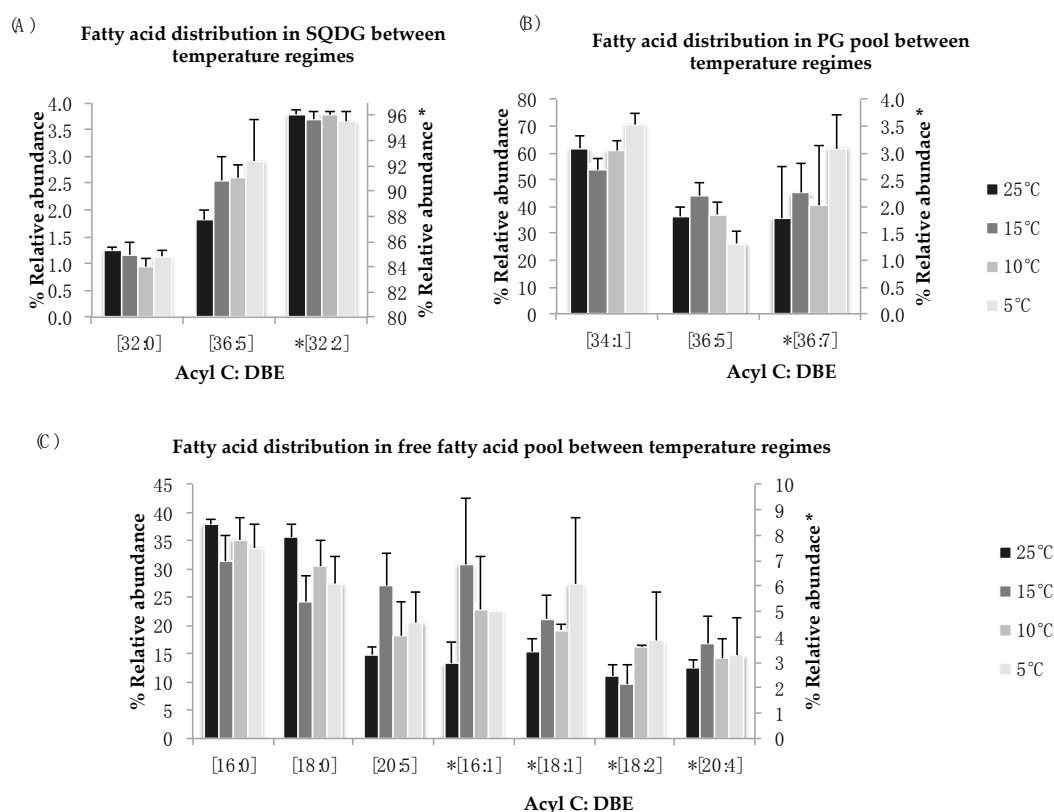 (A)
Fatty acid distribution in SQDG between
temperature regimes
% Relative abundance
4.0
3.5
3.0
2.5
2.0
1.5
1.0
0.5
0.0
96
94
92
90
88
86
84
82
80
% Relative abundance *
[32:0] [36:5] *[32:2]
Acyl C: DBE
(B)
Fatty acid distribution in PG pool between
temperature regimes
% Relative abundance
80
70
60
50
40
30
20
10
0
4.0
3.5
3.0
2.5
2.0
1.5
1.0
0.5
0.0
% Relative abundace *
[34:1] [36:5] *[36:7]
Acyl C: DBE
25°C
15°C
10°C
5°C
(C)
Fatty acid distribution in free fatty acid pool between temperature regimes
% Relative abundance
45
40
35
30
25
20
15
10
5
0
10
9
8
7
6
5
4
3
2
1
0
% Relative abundace *
[16:0] [18:0] [20:5] *[16:1] *[18:1] *[18:2] *[20:4]
Acyl C: DBE
25°C
15°C
10°C
5°C